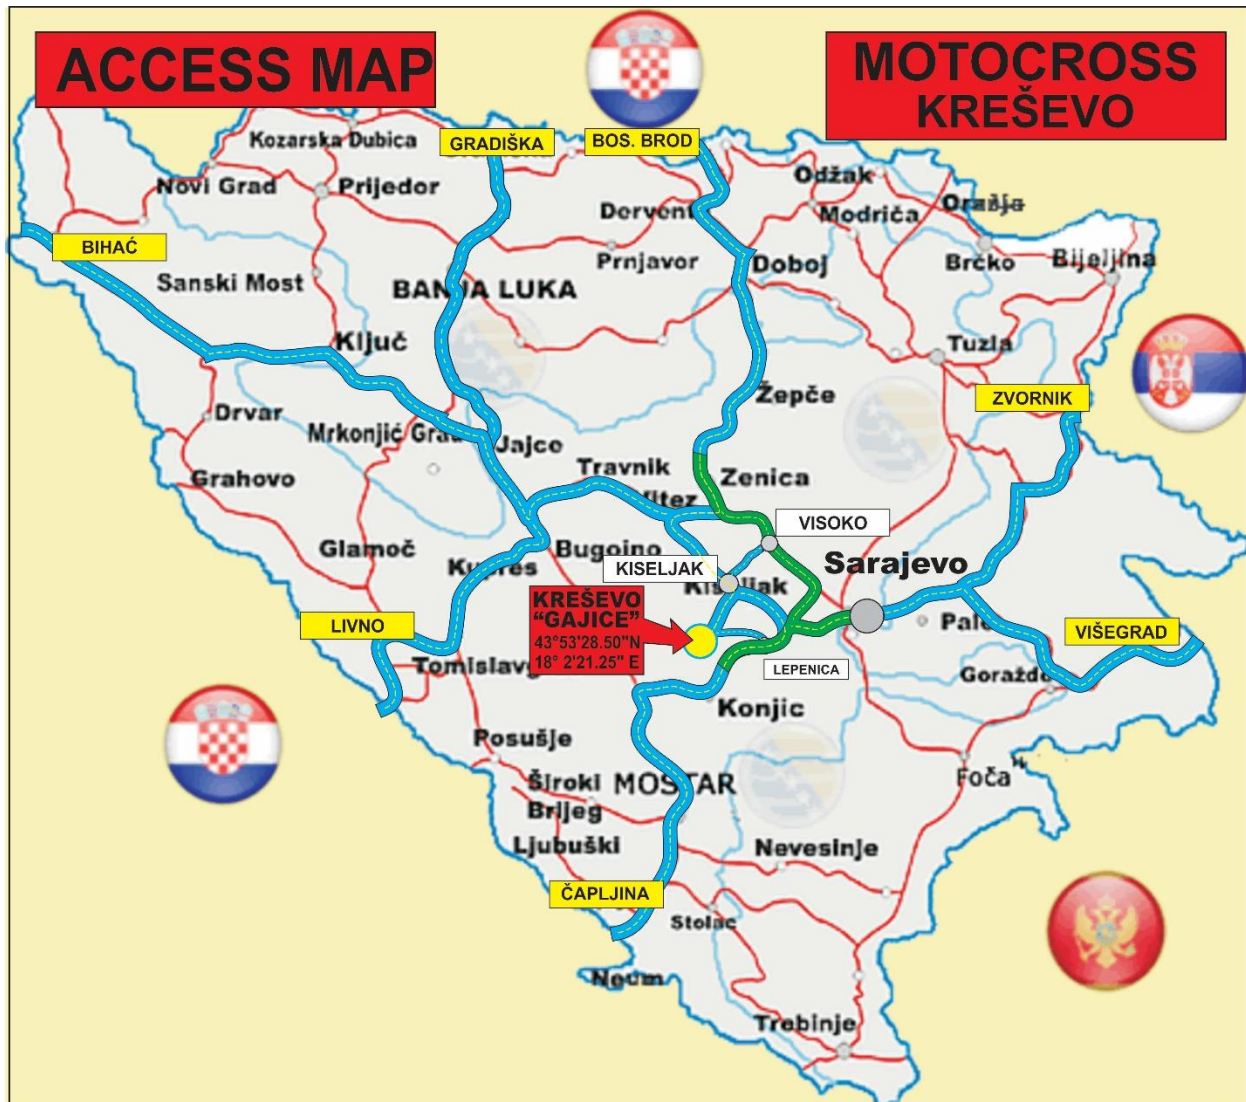 ACCESS MAP
MOTOCROSS
KREŠEVO
Kozarska Dubica
GRADIŠKA
BOS. BROD
Novi Grad
Prijedor
Odžak
Orašje
Dervent
Modriča
BIHAĆ
Sanski Most
Prnjavor
Doboj
Brčko
Bijeljina
BANJA LUKA
Ključ
Tuzla
Žepče
ZVORNIK
Drvar
Mrkonjić Grad
Jajce
Grahovo
Travnik
Zenica
Vitez
VISOKO
Glamoč
Kupres
Bugojno
Sarajevo
KISELJAK
Kiseljak
KREŠEVO
"GAJICE"
43°53'28.50"N
18° 2'21.25" E
LIVNO
Pale
VIŠEGRAD
LEPENICA
Goražde
Konjic
Posušje
Foča
Široki
Brijeg
MOSTAR
Ljubuški
Nevesinje
ČAPLJINA
Stolac
Neum
Trebinje